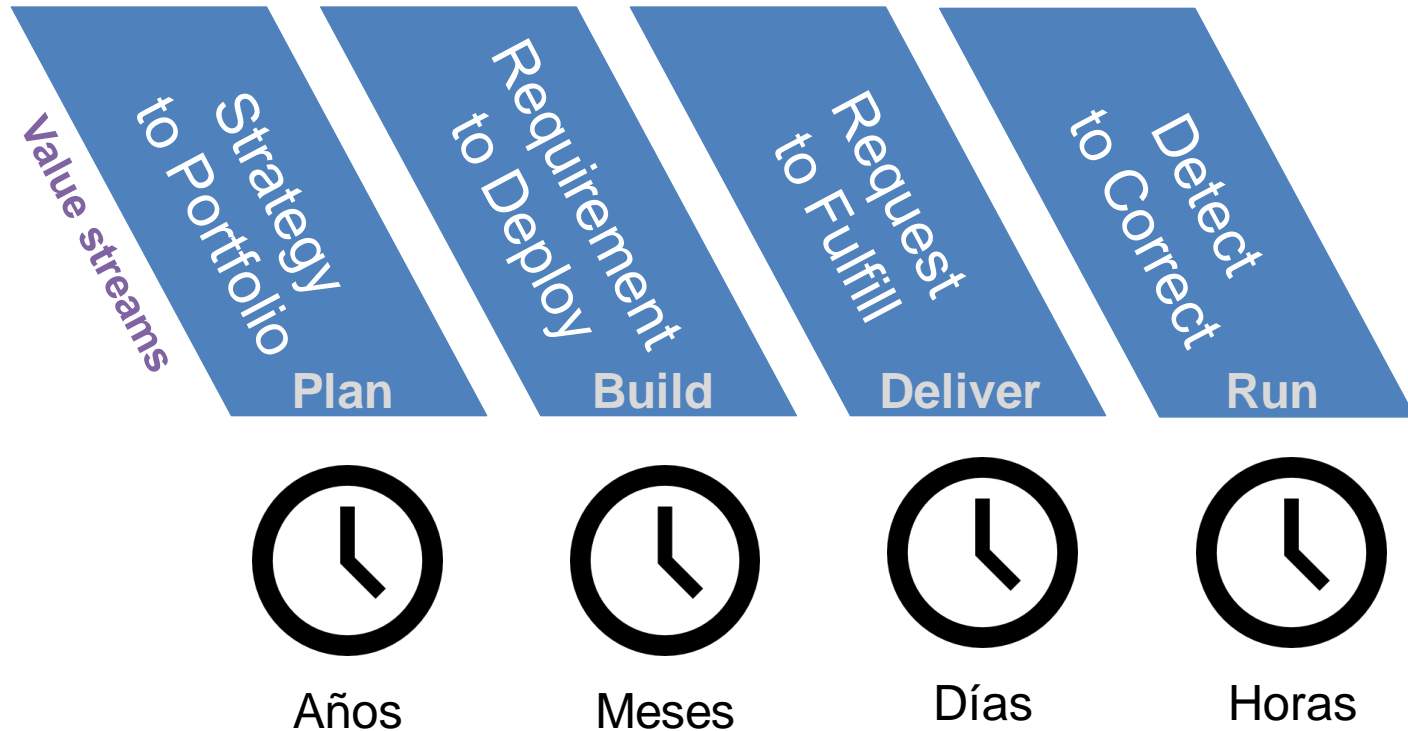 Value streams
Strategy
to Portfolio
Plan
Requirement
to Deploy
Build
Request
to Fulfill
Deliver
Detect
to Correct
Run
Años
Meses
Días
Horas